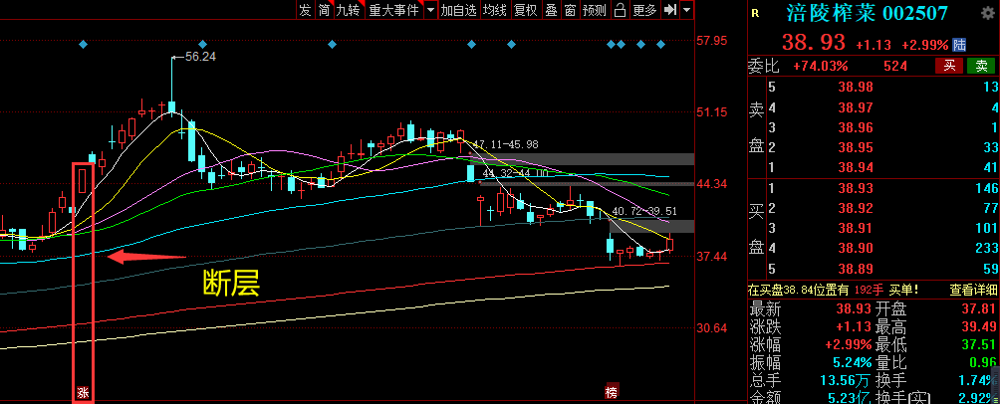 发 简 九转 重大事件 加自选 均线 复权 叠 窗 预测 更多
R 涪陵榨菜 002507
38.93 +1.13 +2.99% 陆
委比 +74.03% 524 买 卖
卖盘
5 38.98 13
4 38.97 4
3 38.96 1
2 38.95 33
1 38.94 41
买盘
1 38.93 146
2 38.92 77
3 38.91 101
4 38.90 233
5 38.89 59
在买盘38.84位置有 192手 买单! 查看详细
最新 38.93 开盘 37.81
涨跌 +1.13 最高 39.49
涨幅 +2.99% 最低 37.51
振幅 5.24% 量比 0.96
总手 13.56万 换手 1.74%
金额 5.23亿 换手(实) 2.92%
57.95
51.15
44.34
37.44
30.64
56.24
47.11-45.98
44.32-44.00
40.72-39.51
断层
涨
榜